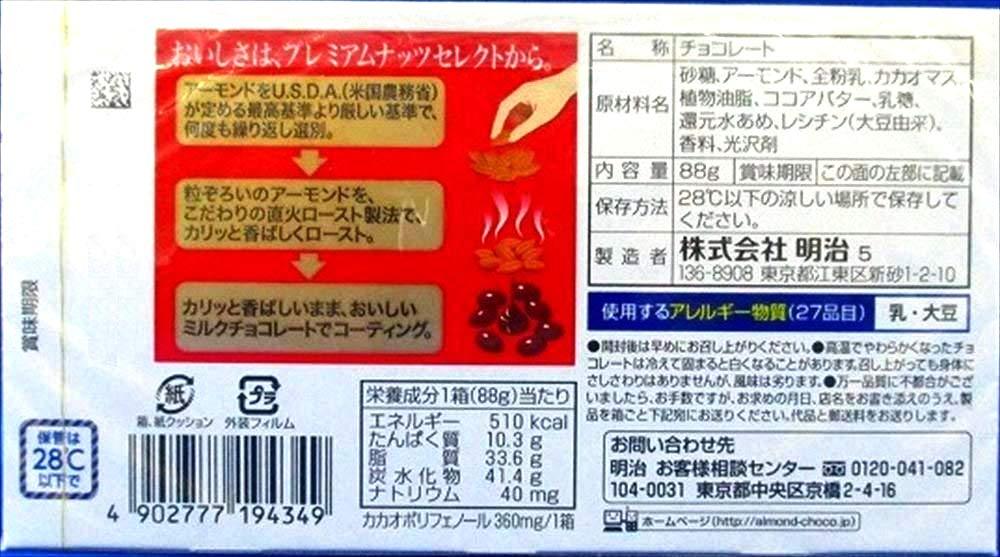 おいしさは、プレミアムナッツセレクトから。
アーモンドをU.S.D.A.(米国農務省)
が定める最高基準より厳しい基準で、
何度も繰り返し選別。
粒ぞろいのアーモンドを、
こだわりの直火ロースト製法で、
カリッと香ばしくロースト。
カリッと香ばしいまま、おいしい
ミルクチョコレートでコーティング。
賞味期限
保管は
28℃
以下で
紙
箱、紙クッション
プラ
外装フィルム
4 902777 194349
栄養成分1箱(88g)当たり
エネルギー 510 kcal
たんぱく質 10.3 g
脂質 33.6 g
炭水化物 41.4 g
ナトリウム 40 mg
カカオポリフェノール 360mg/1箱
名称 チョコレート
原材料名 砂糖、アーモンド、全粉乳、カカオマス、
植物油脂、ココアバター、乳糖、
還元水あめ、レシチン(大豆由来)、
香料、光沢剤
内容量 88g 賞味期限 この面の左部に記載
保存方法 28℃以下の涼しい場所で保存して
ください。
製造者 株式会社 明治 5
136-8908 東京都江東区新砂1-2-10
使用するアレルギー物質(27品目) 乳・大豆
●開封後は早めにお召し上がりください。●高温でやわらかくなったチョ
コレートは冷えて固まると白くなることがあります。召し上がっても身体に
さしさわりはありませんが、風味は劣ります。●万一品質に不都合がござ
いましたら、お手数ですが、お求めの月日、店名をお書き添えのうえ、製
品を箱ごと下記宛にお送りください。代品と郵送料をお送りします。
お問い合わせ先
明治 お客様相談センター 0120-041-082
104-0031 東京都中央区京橋2-4-16
ホームページ(http://almond-choco.jp)